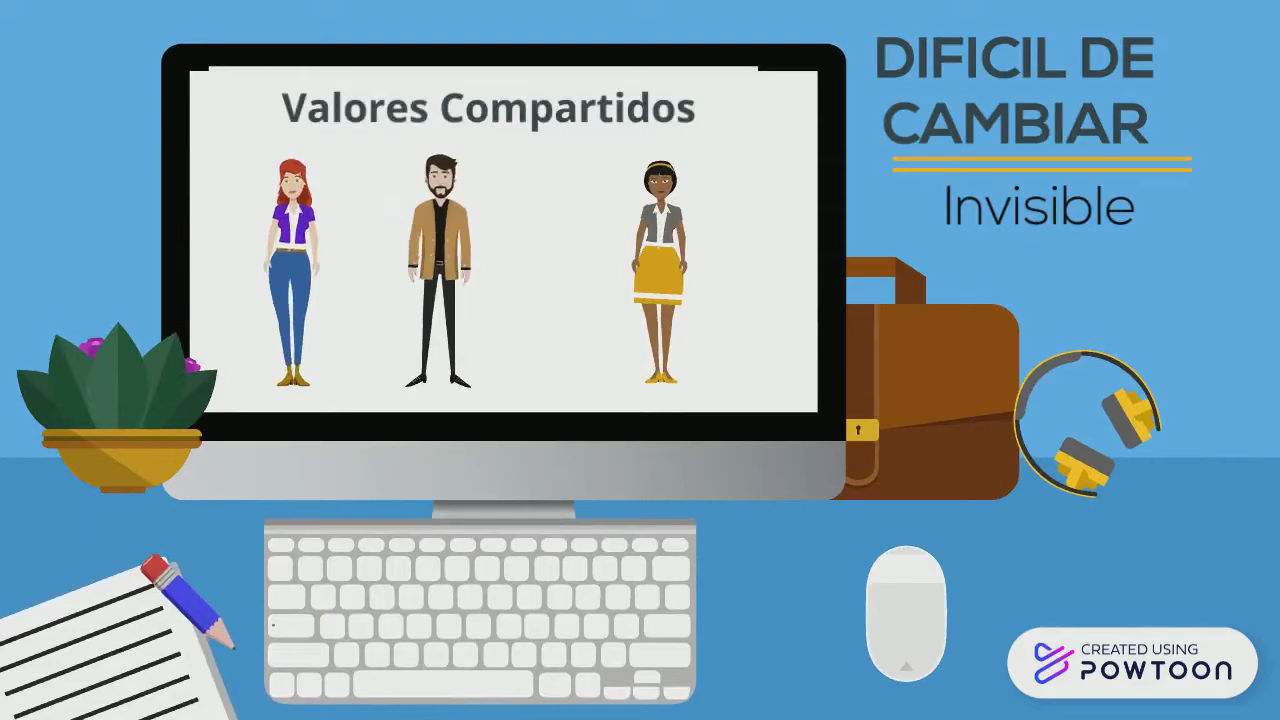 Valores Compartidos
DIFICIL DE
CAMBIAR
Invisible
CREATED USING
POWTOON